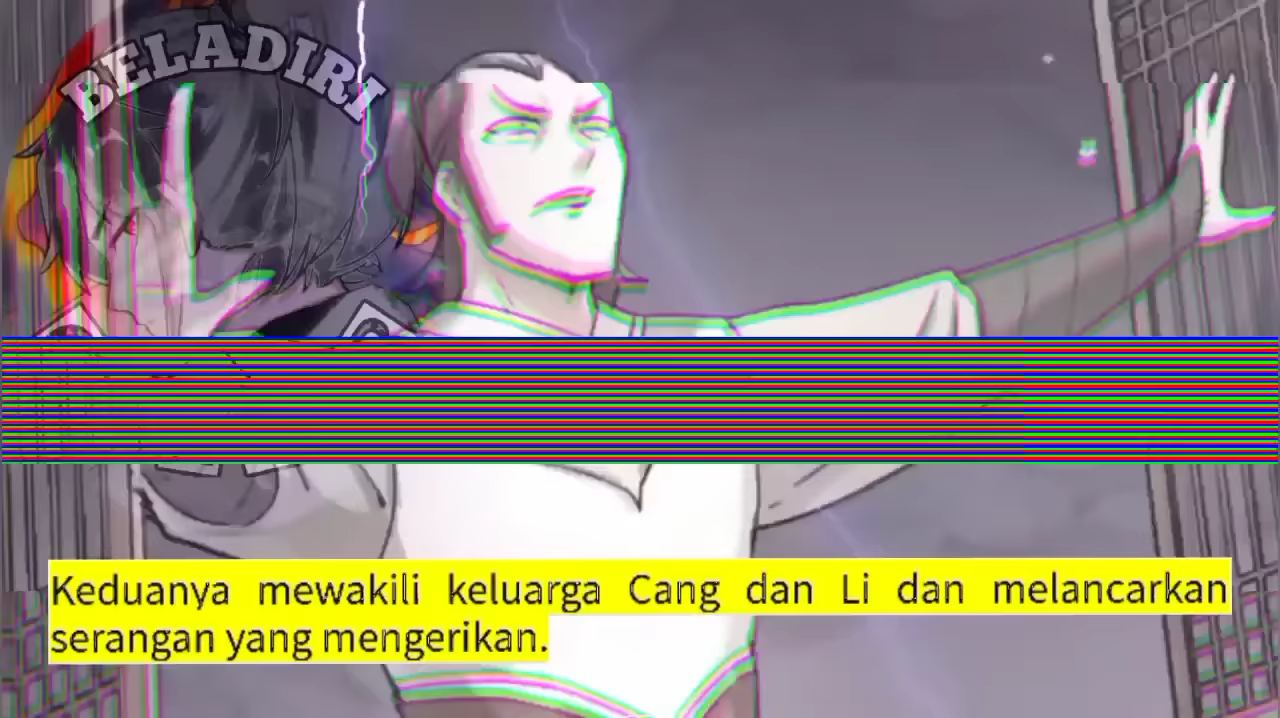 BELADIRI
Keduanya mewakili keluarga Cang dan Li dan melancarkan
serangan yang mengerikan.